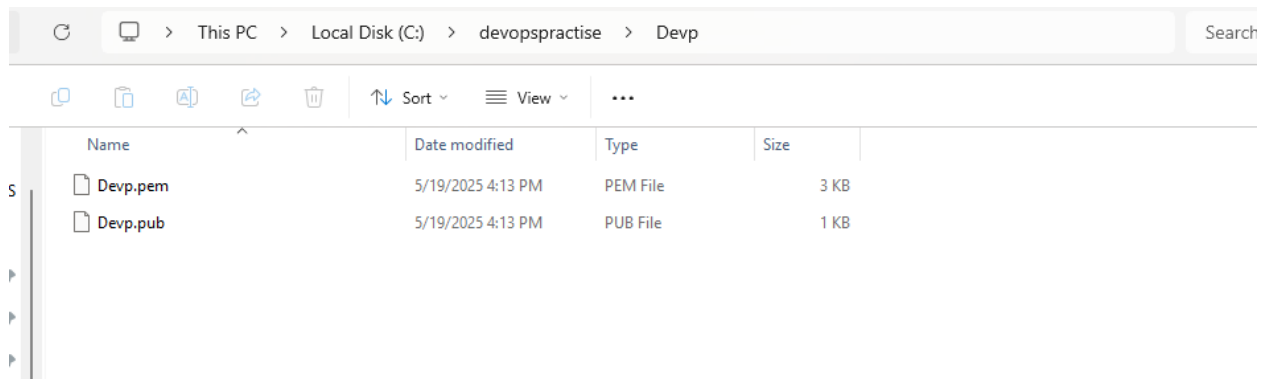 This PC > Local Disk (C:) > devopspractise > Devp Search
Sort View ...
Name Date modified Type Size
Devp.pem 5/19/2025 4:13 PM PEM File 3 KB
Devp.pub 5/19/2025 4:13 PM PUB File 1 KB